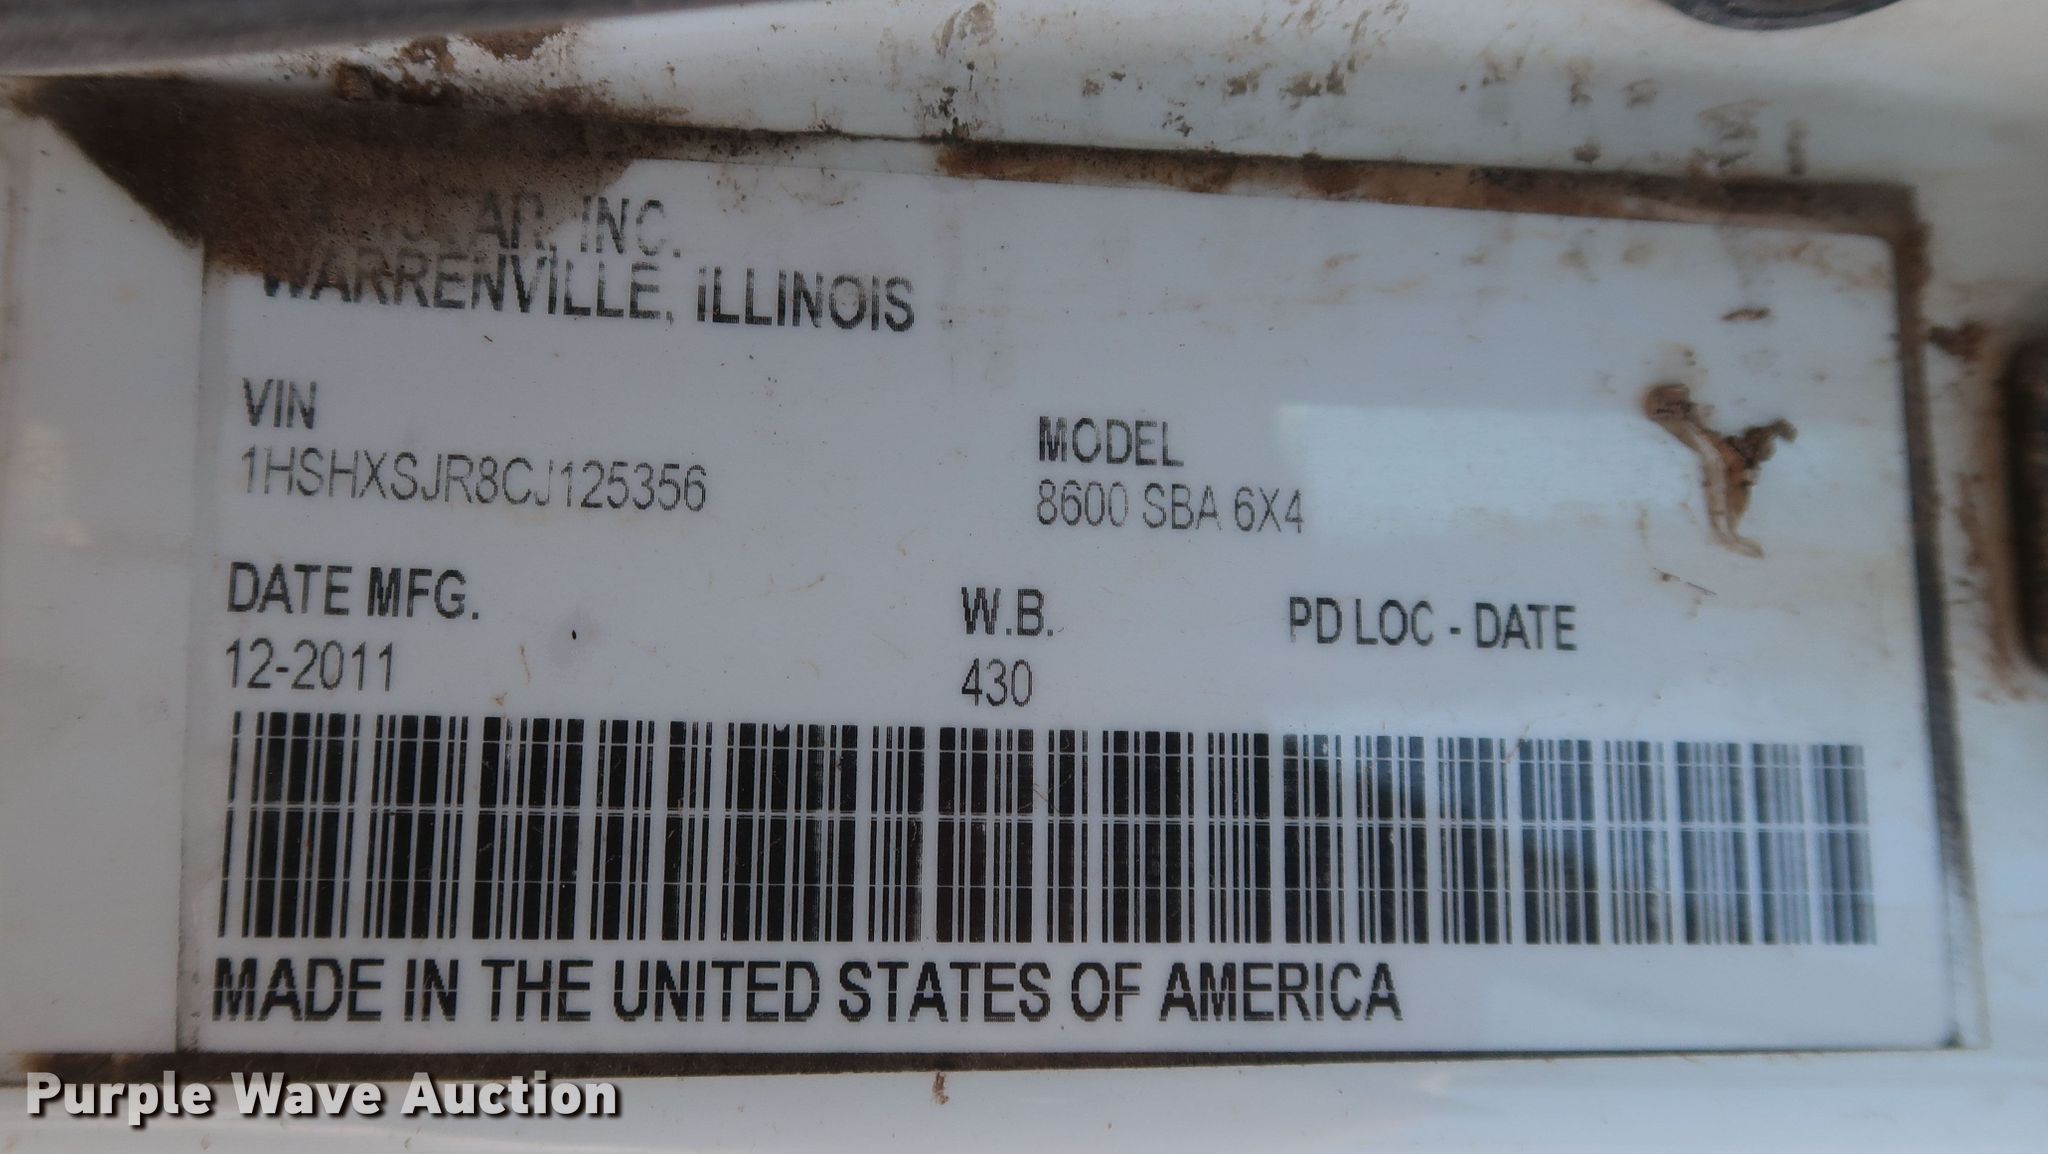 INC.
WARRENVILLE, ILLINOIS
VIN
1HSHXSJR8CJ125356
MODEL
8600 SBA 6X4
DATE MFG.
12-2011
W.B.
430
PD LOC - DATE
MADE IN THE UNITED STATES OF AMERICA
Purple Wave Auction